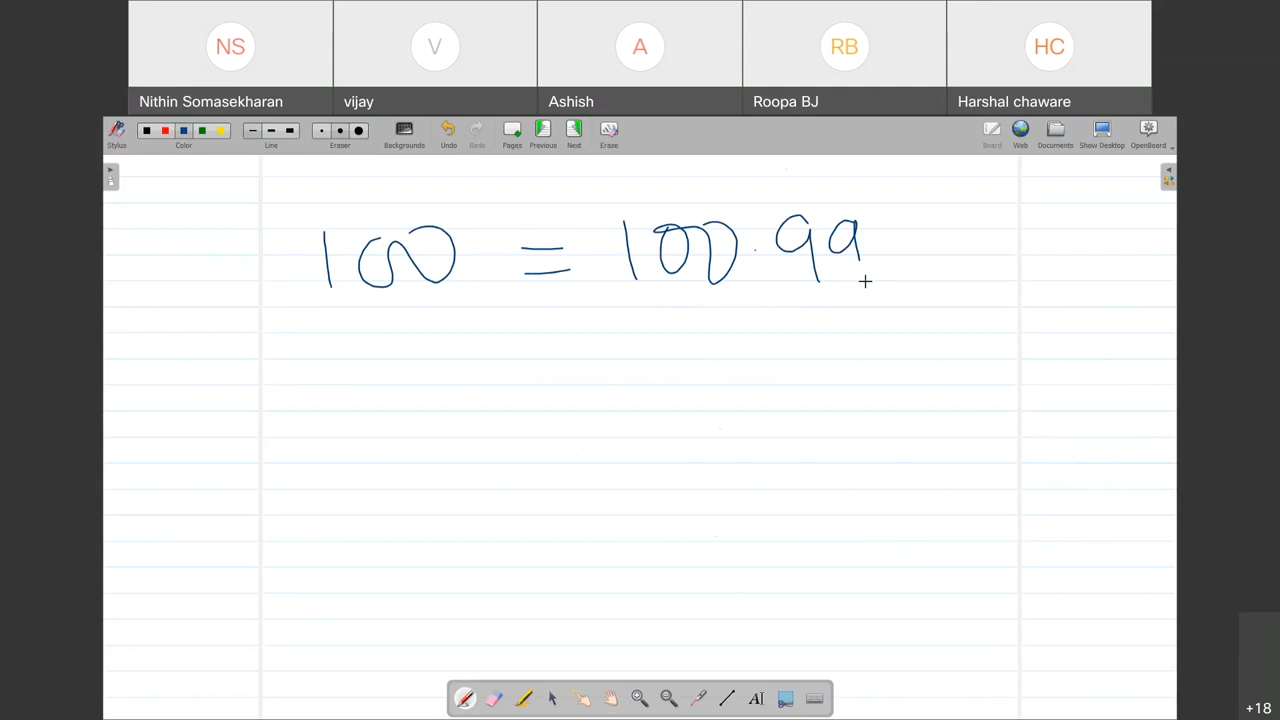 NS V A RB HC
Nithin Somasekharan vijay Ashish Roopa BJ Harshal chaware
Stylus Color Line Eraser Backgrounds Undo Redo Pages Previous Next Erase Board Web Documents Show Desktop OpenBoard
100 = 100.99
AI
+18